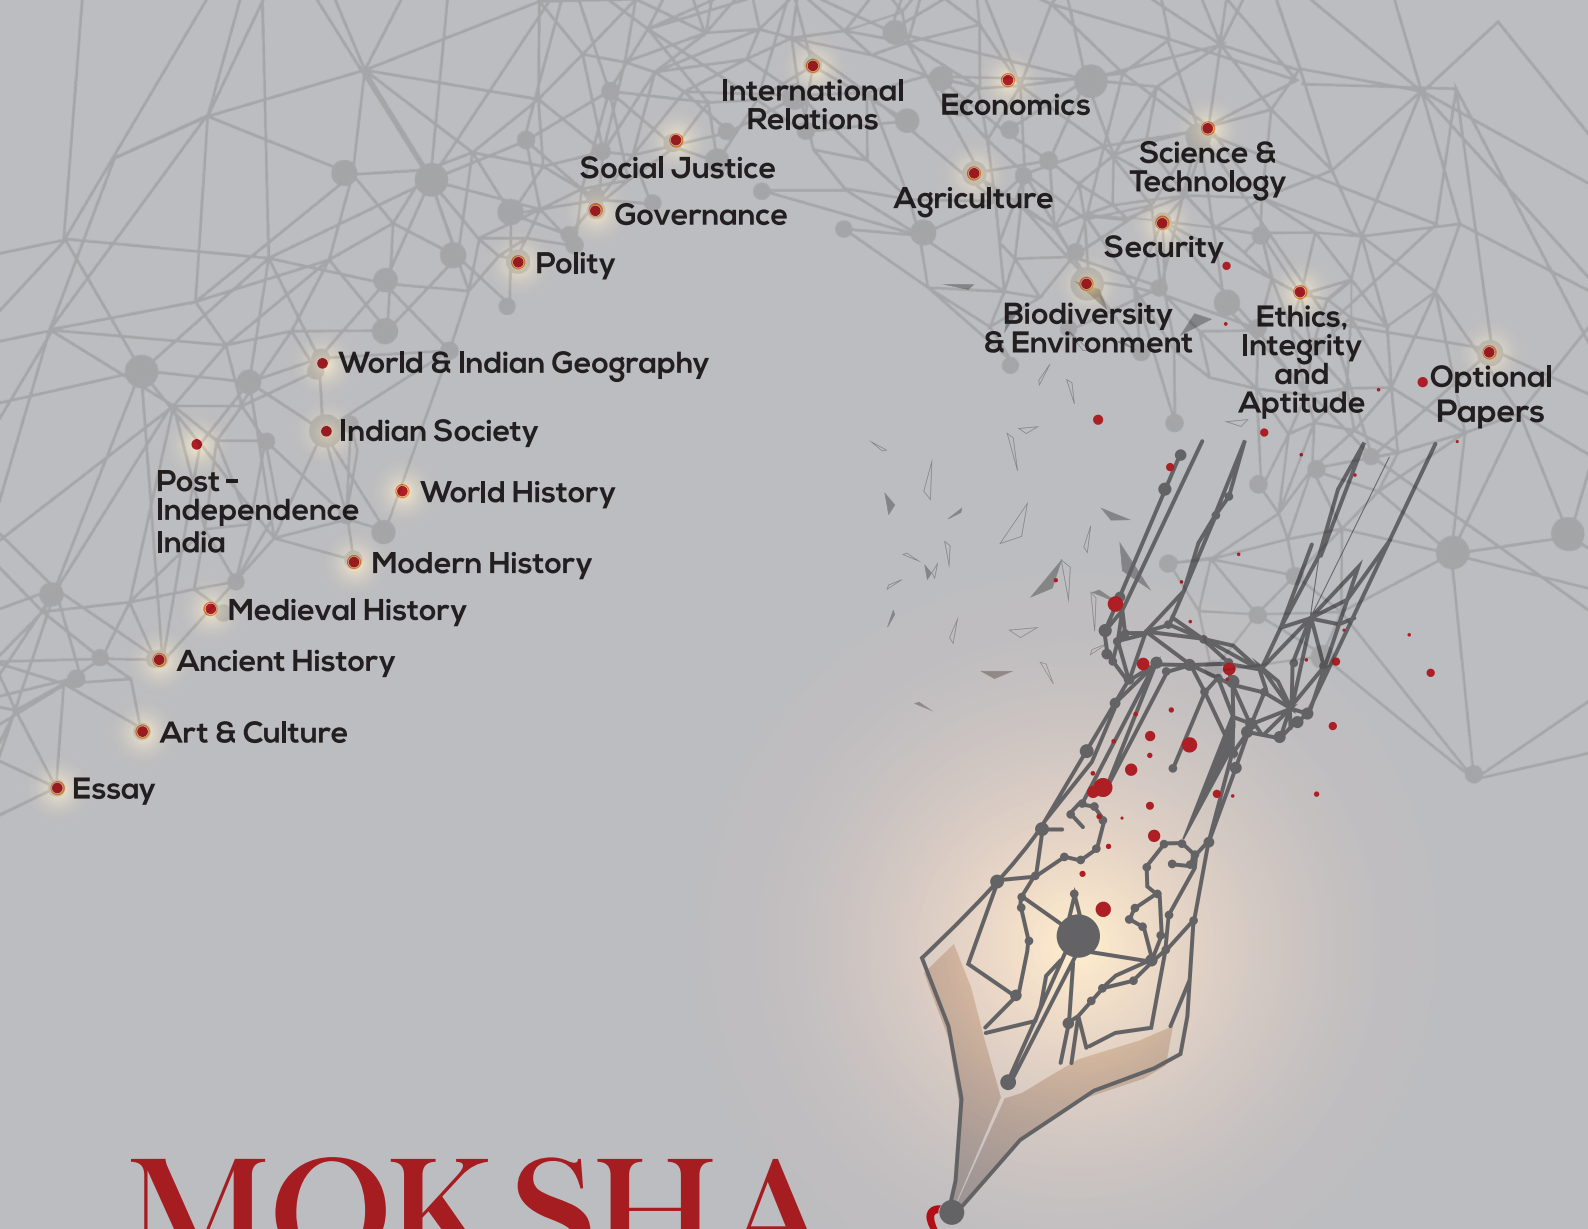 International
Relations
Economics
Social Justice
Science &
Technology
Agriculture
Governance
Security
Polity
Biodiversity
& Environment
Ethics,
Integrity
and
Aptitude
Optional
Papers
World & Indian Geography
Indian Society
Post-
Independence
India
World History
Modern History
Medieval History
Ancient History
Art & Culture
Essay
MOKSHA